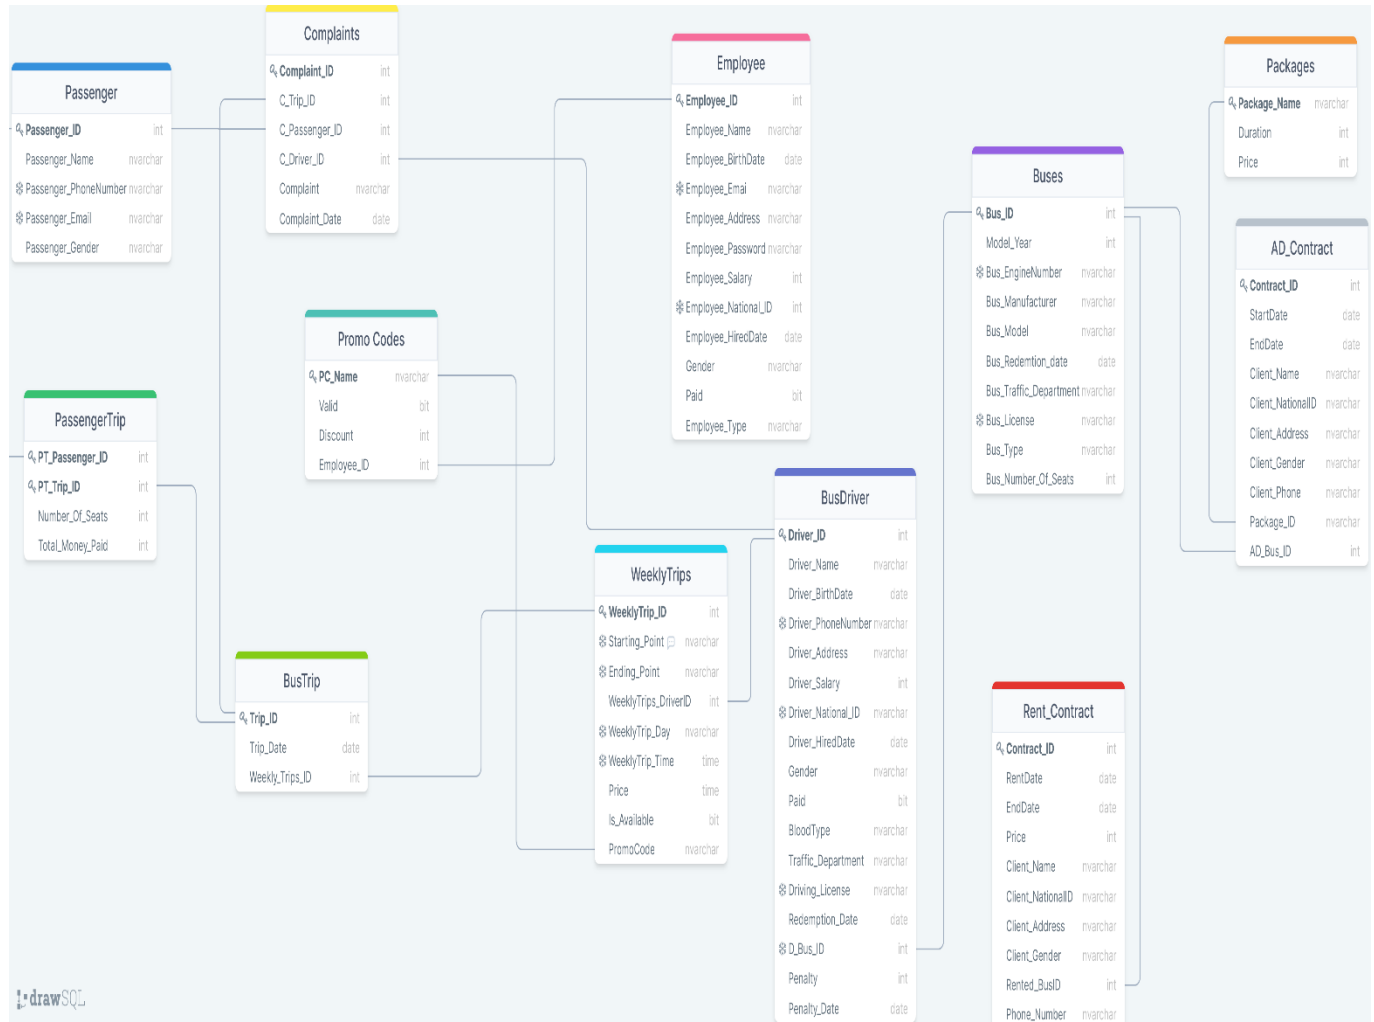 Complaints
Complaint_ID int
C_Trip_ID int
C_Passenger_ID int
C_Driver_ID int
Complaint nvarchar
Complaint_Date date
Passenger
Passenger_ID int
Passenger_Name nvarchar
Passenger_PhoneNumber nvarchar
Passenger_Email nvarchar
Passenger_Gender nvarchar
Employee
Employee_ID int
Employee_Name nvarchar
Employee_BirthDate date
Employee_Emai nvarchar
Employee_Address nvarchar
Employee_Password nvarchar
Employee_Salary int
Employee_National_ID int
Employee_HiredDate date
Gender nvarchar
Paid bit
Employee_Type nvarchar
Packages
Package_Name nvarchar
Duration int
Price int
Buses
Bus_ID int
Model_Year int
Bus_EngineNumber nvarchar
Bus_Manufacturer nvarchar
Bus_Model nvarchar
Bus_Redemtion_date date
Bus_Traffic_Department nvarchar
Bus_License nvarchar
Bus_Type nvarchar
Bus_Number_Of_Seats int
AD_Contract
Contract_ID int
StartDate date
EndDate date
Client_Name nvarchar
Client_NationalID nvarchar
Client_Address nvarchar
Client_Gender nvarchar
Client_Phone nvarchar
Package_ID nvarchar
AD_Bus_ID int
Promo Codes
PC_Name nvarchar
Valid bit
Discount int
Employee_ID int
PassengerTrip
PT_Passenger_ID int
PT_Trip_ID int
Number_Of_Seats int
Total_Money_Paid int
BusDriver
Driver_ID int
Driver_Name nvarchar
Driver_BirthDate date
Driver_PhoneNumber nvarchar
Driver_Address nvarchar
Driver_Salary int
Driver_National_ID nvarchar
Driver_HiredDate date
Gender nvarchar
Paid bit
BloodType nvarchar
Traffic_Department nvarchar
Driving_License nvarchar
Redemption_Date date
D_Bus_ID int
Penalty int
Penalty_Date date
WeeklyTrips
WeeklyTrip_ID int
Starting_Point nvarchar
Ending_Point nvarchar
WeeklyTrips_DriverID int
WeeklyTrip_Day nvarchar
WeeklyTrip_Time time
Price time
Is_Available bit
PromoCode nvarchar
BusTrip
Trip_ID int
Trip_Date date
Weekly_Trips_ID int
Rent_Contract
Contract_ID int
RentDate date
EndDate date
Price int
Client_Name nvarchar
Client_NationalID nvarchar
Client_Address nvarchar
Client_Gender nvarchar
Rented_BusID int
Phone_Number nvarchar
drawSQL